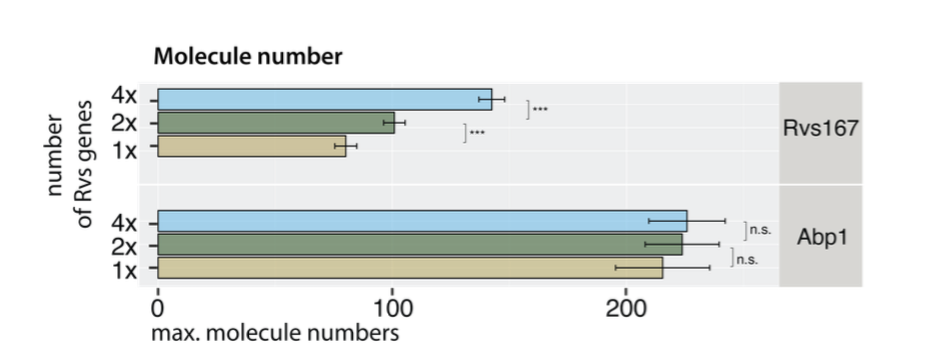 Molecule number
number
of Rvs genes
4x
2x
1x
***
***
Rvs167
4x
2x
1x
n.s.
n.s.
Abp1
0 100 200
max. molecule numbers